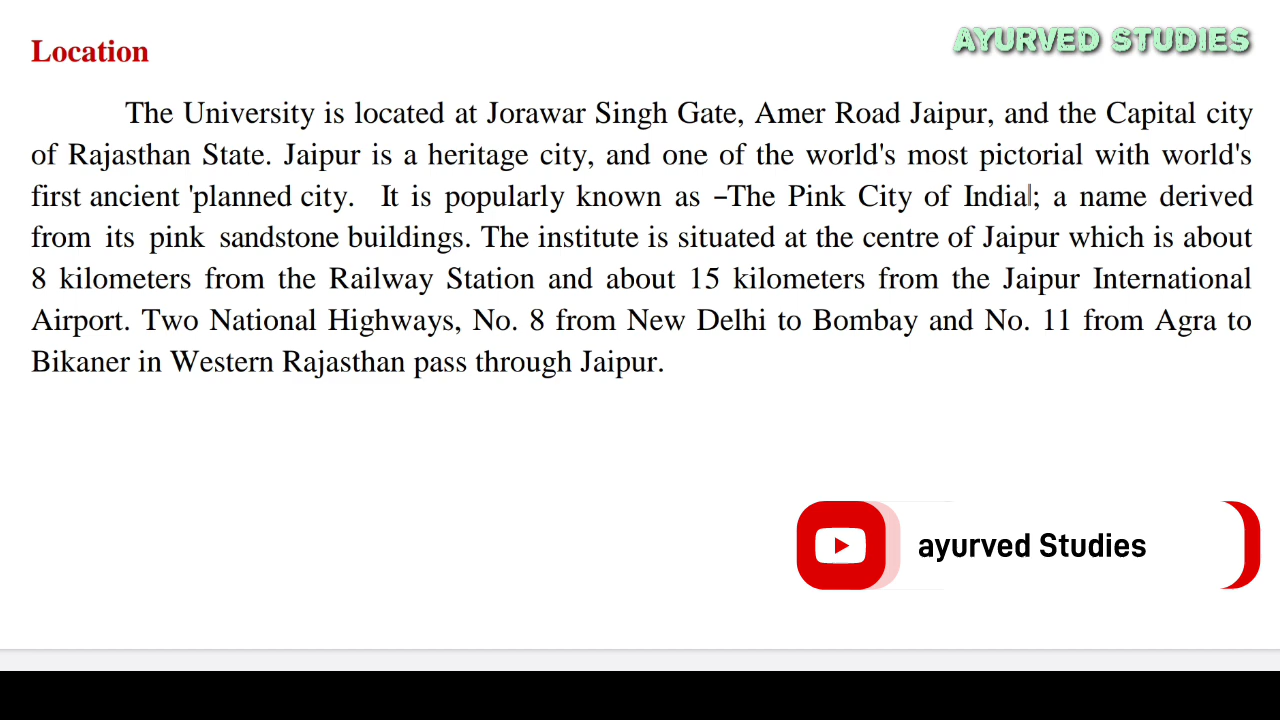 Location
AYURVED STUDIES
The University is located at Jorawar Singh Gate, Amer Road Jaipur, and the Capital city
of Rajasthan State. Jaipur is a heritage city, and one of the world's most pictorial with world's
first ancient 'planned city. It is popularly known as ‒The Pink City of India‖; a name derived
from its pink sandstone buildings. The institute is situated at the centre of Jaipur which is about
8 kilometers from the Railway Station and about 15 kilometers from the Jaipur International
Airport. Two National Highways, No. 8 from New Delhi to Bombay and No. 11 from Agra to
Bikaner in Western Rajasthan pass through Jaipur.
ayurved Studies